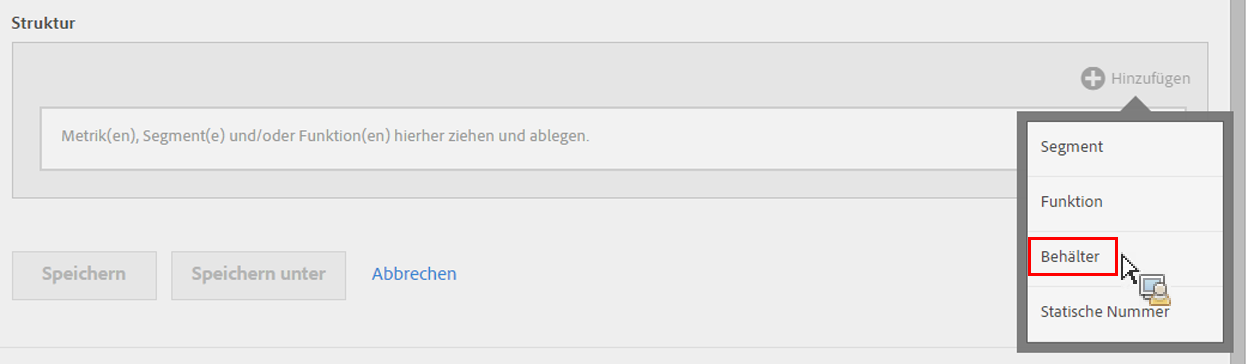 Struktur
Hinzufügen
Metrik(en), Segment(e) und/oder Funktion(en) hierher ziehen und ablegen.
Segment
Funktion
Behälter
Statische Nummer
Speichern
Speichern unter
Abbrechen